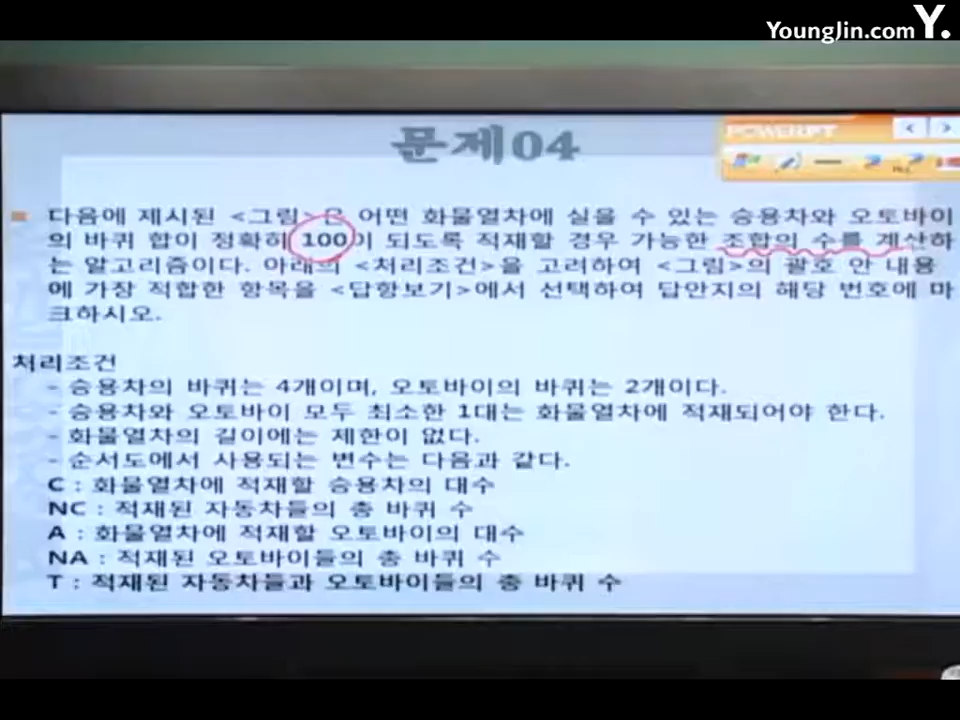 YoungJin.com Y.
문제04
POWERPT
다음에 제시된 <그림>은 어떤 화물열차에 실을 수 있는 승용차와 오토바이
의 바퀴 합이 정확히 100이 되도록 적재할 경우 가능한 조합의 수를 계산하
는 알고리즘이다. 아래의 <처리조건>을 고려하여 <그림>의 괄호 안 내용
에 가장 적합한 항목을 <답항보기>에서 선택하여 답안지의 해당 번호에 마
크하시오.
처리조건
- 승용차의 바퀴는 4개이며, 오토바이의 바퀴는 2개이다.
- 승용차와 오토바이 모두 최소한 1대는 화물열차에 적재되어야 한다.
- 화물열차의 길이에는 제한이 없다.
- 순서도에서 사용되는 변수는 다음과 같다.
C : 화물열차에 적재할 승용차의 대수
NC : 적재된 자동차들의 총 바퀴 수
A : 화물열차에 적재할 오토바이의 대수
NA : 적재된 오토바이들의 총 바퀴 수
T : 적재된 자동차들과 오토바이들의 총 바퀴 수